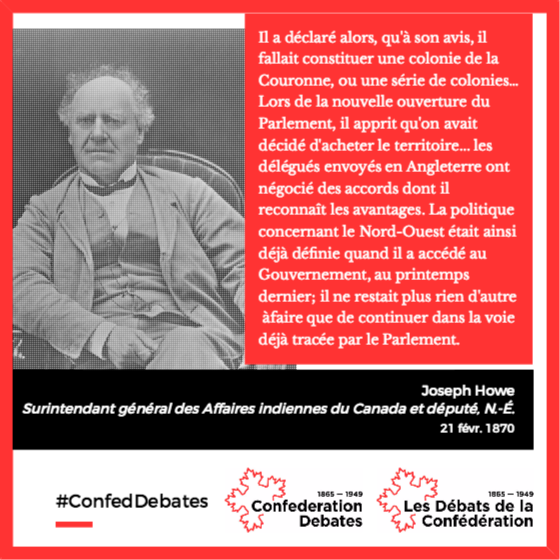 Il a déclaré alors, qu'à son avis, il
fallait constituer une colonie de la
Couronne, ou une série de colonies...
Lors de la nouvelle ouverture du
Parlement, il apprit qu'on avait
décidé d'acheter le territoire... les
délégués envoyés en Angleterre ont
négocié des accords dont il
reconnaît les avantages. La politique
concernant le Nord-Ouest était ainsi
déjà définie quand il a accédé au
Gouvernement, au printemps
dernier; il ne restait plus rien d'autre
àfaire que de continuer dans la voie
déjà tracée par le Parlement.
Joseph Howe
Surintendant général des Affaires indiennes du Canada et député, N.-É.
21 févr. 1870
#ConfedDebates
1865 — 1949
Confederation
Debates
1865 — 1949
Les Débats de la
Confédération